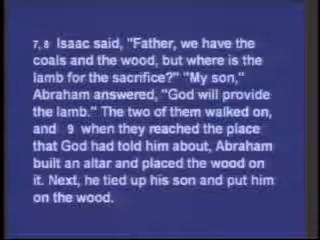 7, 8 Isaac said, "Father, we have the
coals and the wood, but where is the
lamb for the sacrifice?" "My son,"
Abraham answered, "God will provide
the lamb." The two of them walked on,
and 9 when they reached the place
that God had told him about, Abraham
built an altar and placed the wood on
it. Next, he tied up his son and put him
on the wood.